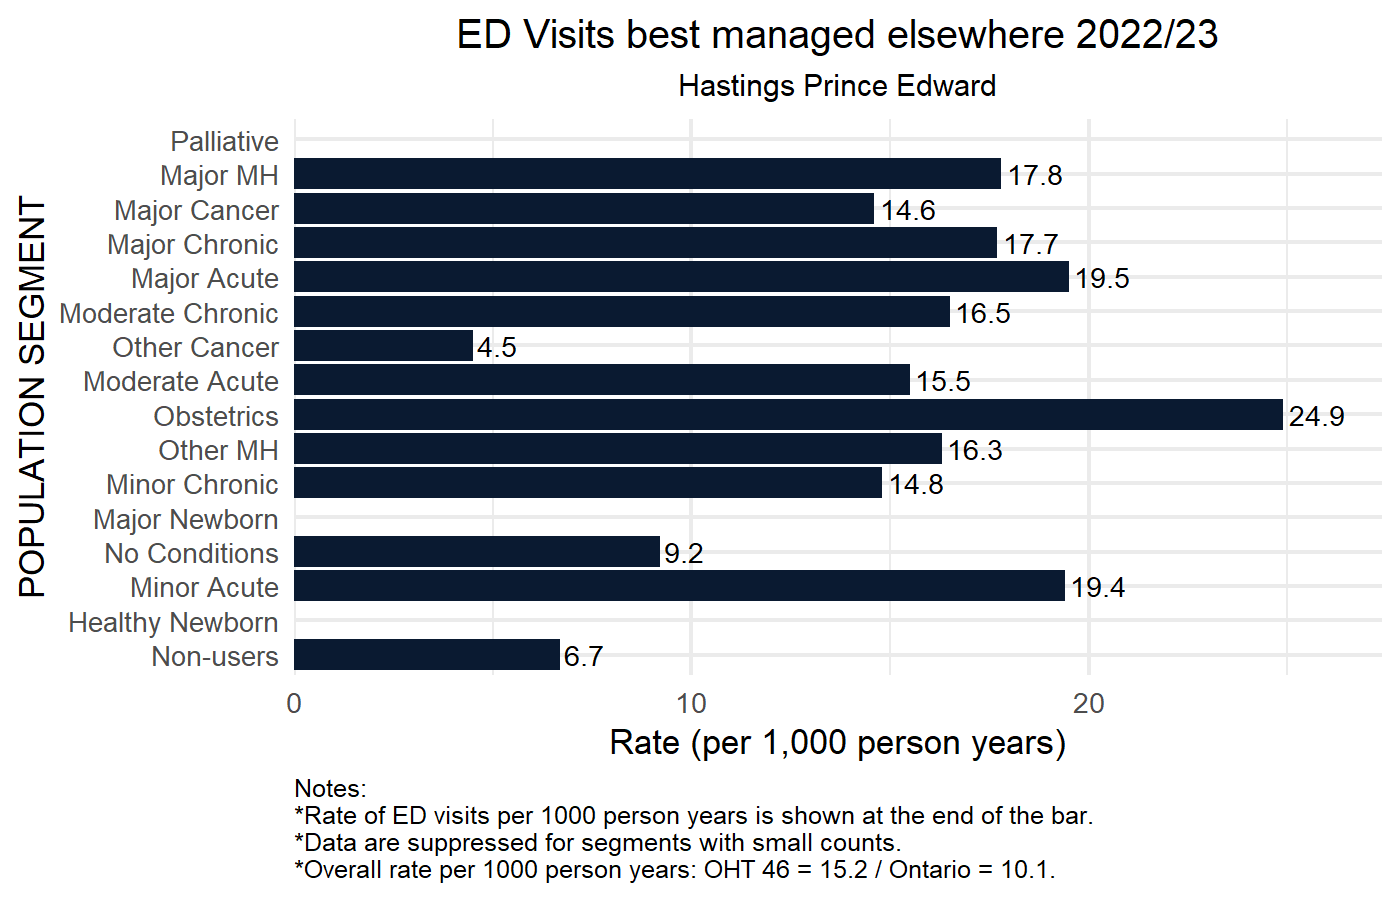 ED Visits best managed elsewhere 2022/23
Hastings Prince Edward
POPULATION SEGMENT
Palliative
Major MH 17.8
Major Cancer 14.6
Major Chronic 17.7
Major Acute 19.5
Moderate Chronic 16.5
Other Cancer 4.5
Moderate Acute 15.5
Obstetrics 24.9
Other MH 16.3
Minor Chronic 14.8
Major Newborn
No Conditions 9.2
Minor Acute 19.4
Healthy Newborn
Non-users 6.7
0 10 20
Rate (per 1,000 person years)
Notes:
*Rate of ED visits per 1000 person years is shown at the end of the bar.
*Data are suppressed for segments with small counts.
*Overall rate per 1000 person years: OHT 46 = 15.2 / Ontario = 10.1.